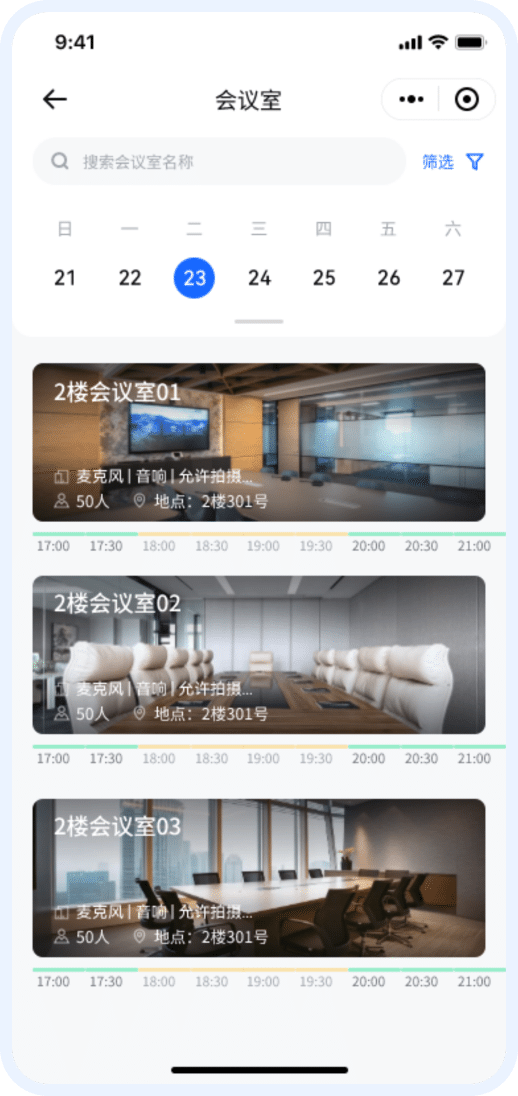 9:41
会议室
搜索会议室名称 筛选
日 一 二 三 四 五 六
21 22 23 24 25 26 27
2楼会议室01
麦克风 | 音响 | 允许拍摄...
50人 地点：2楼301号
17:00 17:30 18:00 18:30 19:00 19:30 20:00 20:30 21:00
2楼会议室02
麦克风 | 音响 | 允许拍摄...
50人 地点：2楼301号
17:00 17:30 18:00 18:30 19:00 19:30 20:00 20:30 21:00
2楼会议室03
麦克风 | 音响 | 允许拍摄...
50人 地点：2楼301号
17:00 17:30 18:00 18:30 19:00 19:30 20:00 20:30 21:00